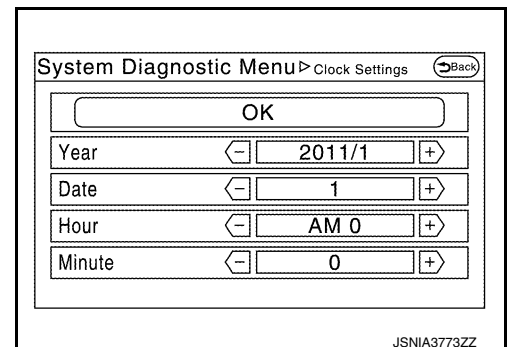 System Diagnostic Menu ▷ Clock Settings Back
OK
Year - 2011/1 +
Date - 1 +
Hour - AM 0 +
Minute - 0 +
JSNIA3773ZZ